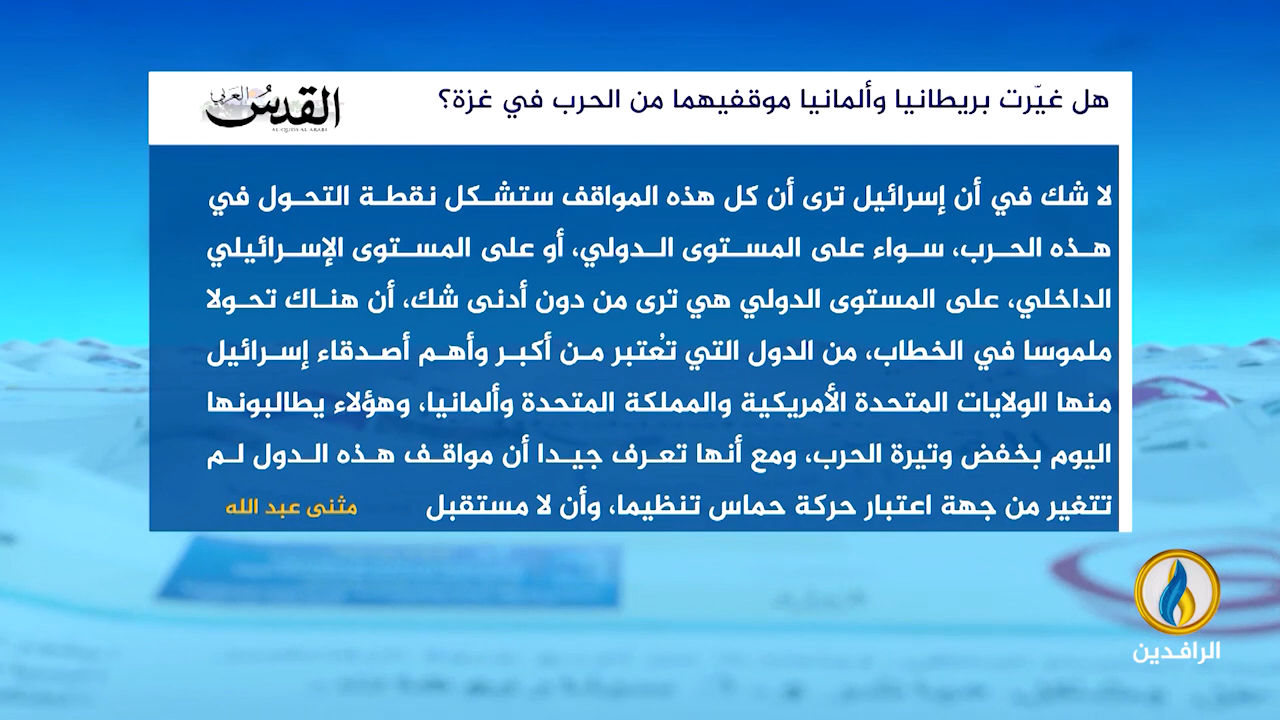 هل غيّرت بريطانيا وألمانيا موقفيهما من الحرب في غزة؟
القدس العربي
AL-QUDS AL-ARABI
لا شك في أن إسرائيل ترى أن كل هذه المواقف ستشكل نقطة التحول في
هذه الحرب، سواء على المستوى الدولي، أو على المستوى الإسرائيلي
الداخلي، على المستوى الدولي هي ترى من دون أدنى شك، أن هناك تحولا
ملموسا في الخطاب، من الدول التي تُعتبر من أكبر وأهم أصدقاء إسرائيل
منها الولايات المتحدة الأمريكية والمملكة المتحدة وألمانيا، وهؤلاء يطالبونها
اليوم بخفض وتيرة الحرب، ومع أنها تعرف جيدا أن مواقف هذه الدول لم
تتغير من جهة اعتبار حركة حماس تنظيما، وأن لا مستقبل
مثنى عبد الله
الرافدين